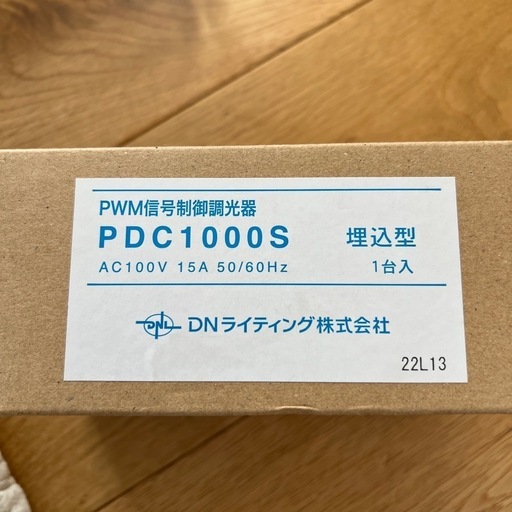 PWM信号制御調光器
PDC1000S 埋込型
AC100V 15A 50/60Hz 1台入
DNL DNライティング株式会社
22L13